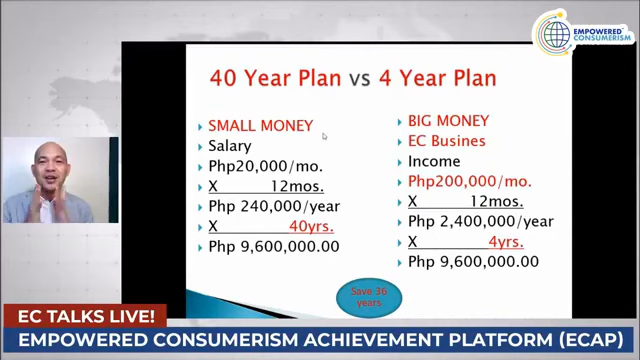 EMPOWERED
CONSUMERISM
40 Year Plan vs 4 Year Plan
SMALL MONEY
Salary
Php20,000/mo.
X 12mos.
Php 240,000/year
X 40yrs.
Php 9,600,000.00
BIG MONEY
EC Busines
Income
Php200,000/mo.
X 12mos.
Php 2,400,000/year
X 4yrs.
Php 9,600,000.00
Save 36
years
EC TALKS LIVE!
EMPOWERED CONSUMERISM ACHIEVEMENT PLATFORM (ECAP)